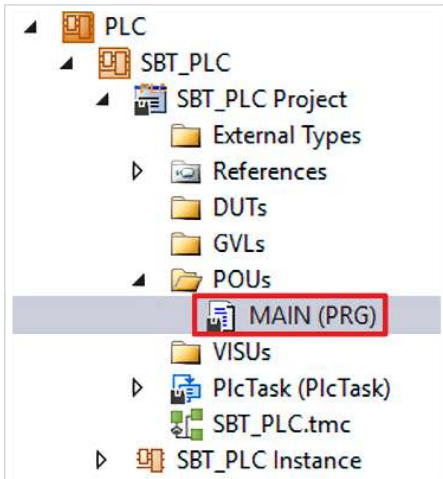 PLC
SBT_PLC
SBT_PLC Project
External Types
References
DUTs
GVLs
POUs
MAIN (PRG)
VISUs
PlcTask (PlcTask)
SBT_PLC.tmc
SBT_PLC Instance